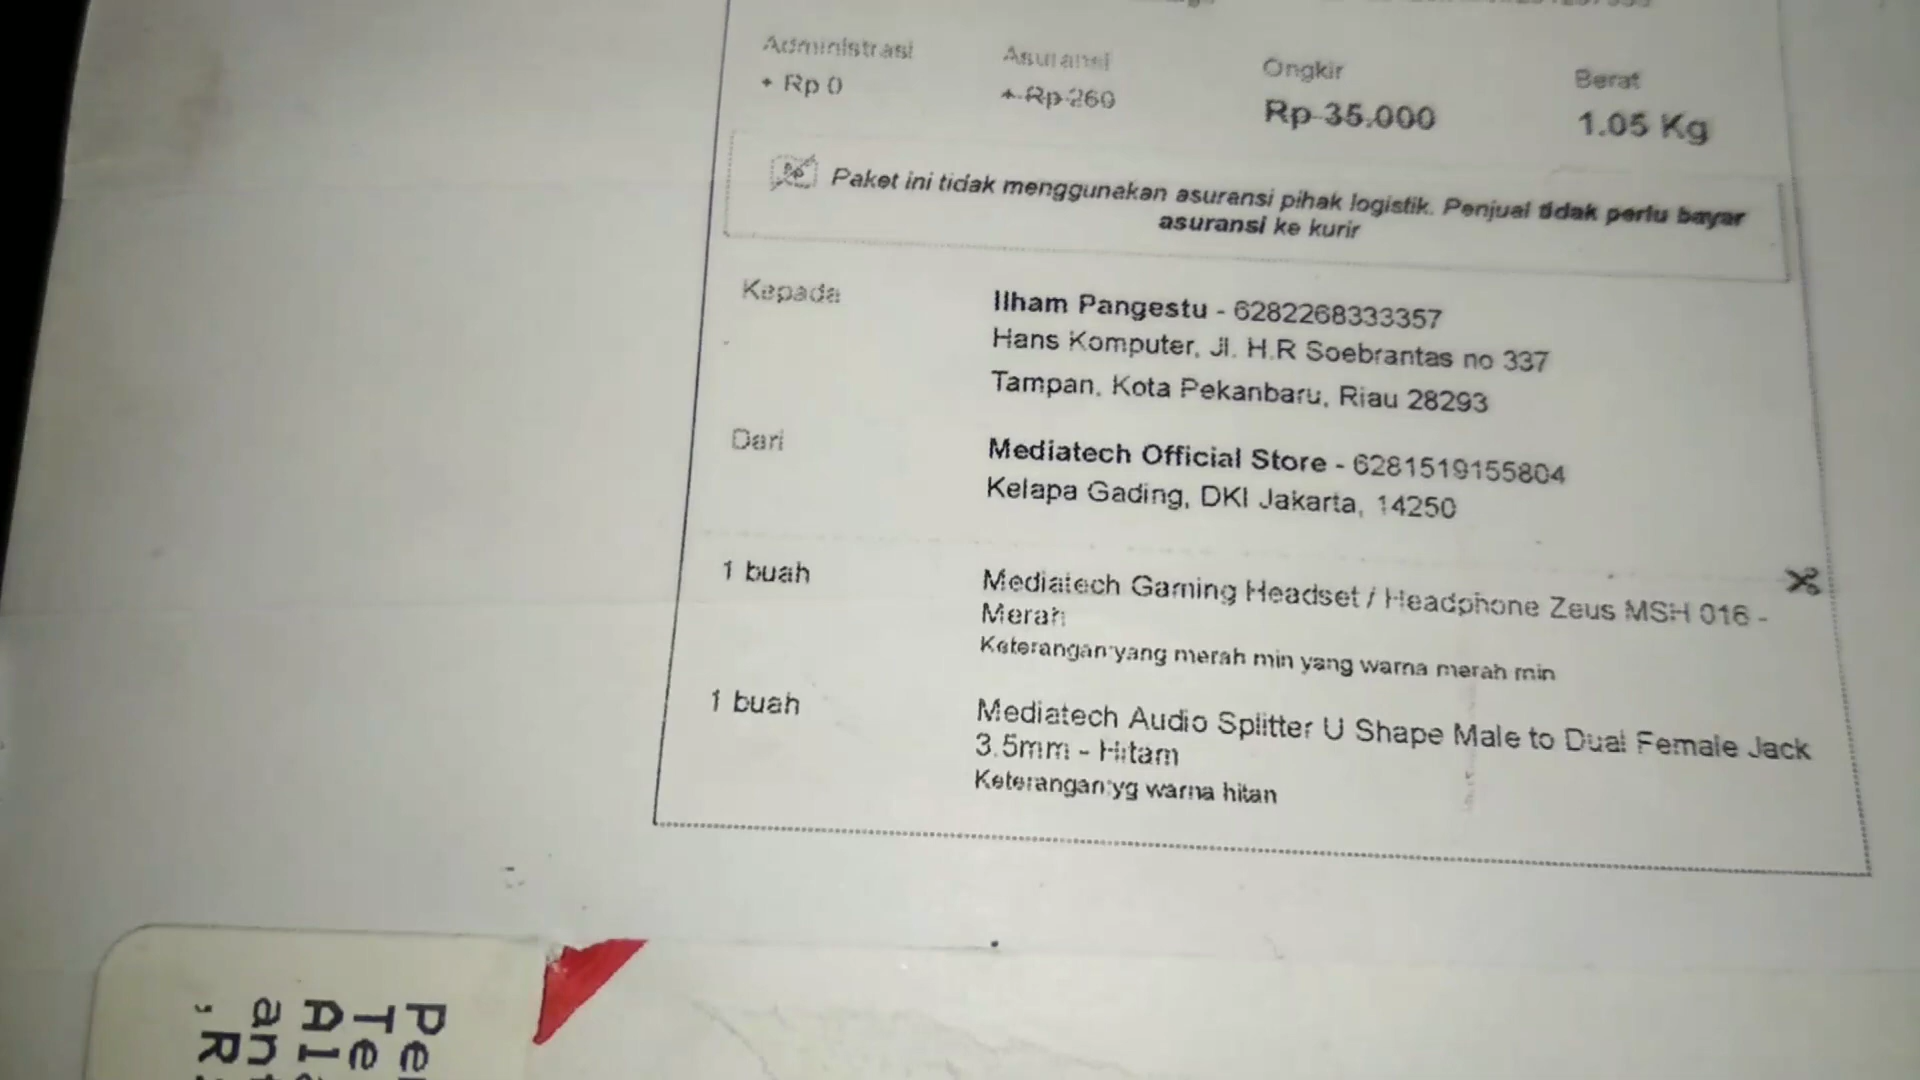 Administrasi Asuransi Ongkir Berat
+ Rp 0 + Rp 260 Rp 35.000 1.05 Kg
Paket ini tidak menggunakan asuransi pihak logistik. Penjual tidak perlu bayar
asuransi ke kurir
Kepada Ilham Pangestu - 6282268333357
Hans Komputer, Jl. H.R Soebrantas no 337
Tampan, Kota Pekanbaru, Riau 28293
Dari Mediatech Official Store - 6281519155804
Kelapa Gading, DKI Jakarta, 14250
1 buah Mediatech Gaming Headset / Headphone Zeus MSH 016 -
Merah
Keterangan:yang merah min yang warna merah min
1 buah Mediatech Audio Splitter U Shape Male to Dual Female Jack
3.5mm - Hitam
Keterangan:yg warna hitan
Pe
Te
Al
an
,R